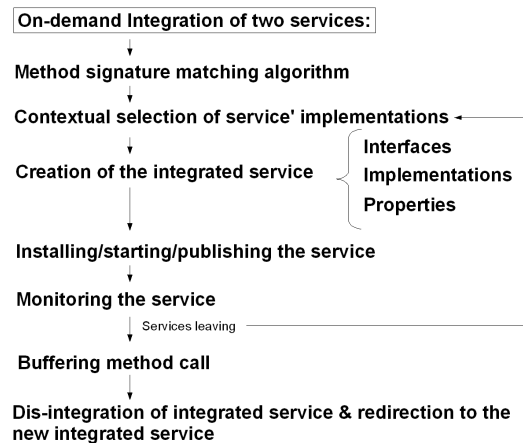 On-demand Integration of two services:
Method signature matching algorithm
Contextual selection of service' implementations
Creation of the integrated service
Interfaces
Implementations
Properties
Installing/starting/publishing the service
Monitoring the service
Services leaving
Buffering method call
Dis-integration of integrated service & redirection to the
new integrated service